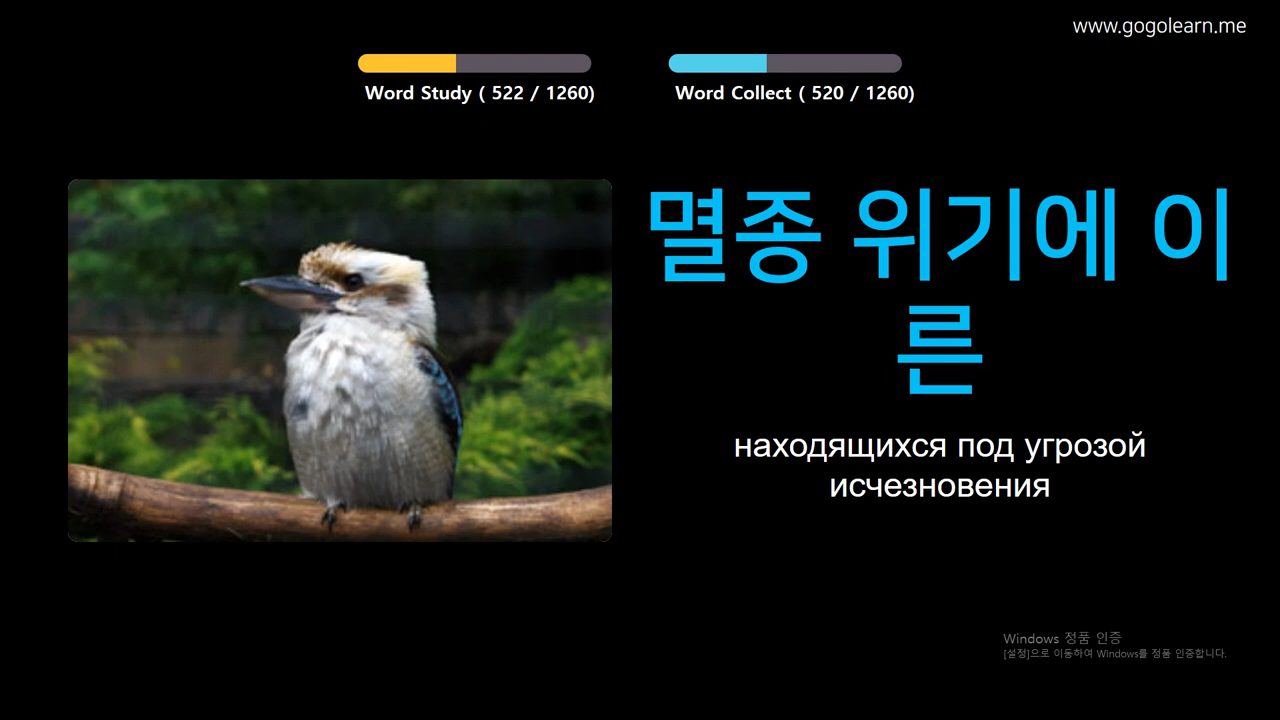 www.gogolearn.me
Word Study ( 522 / 1260)
Word Collect ( 520 / 1260)
멸종 위기에 이
른
находящихся под угрозой
исчезновения
Windows 정품 인증
[설정]으로 이동하여 Windows를 정품 인증합니다.